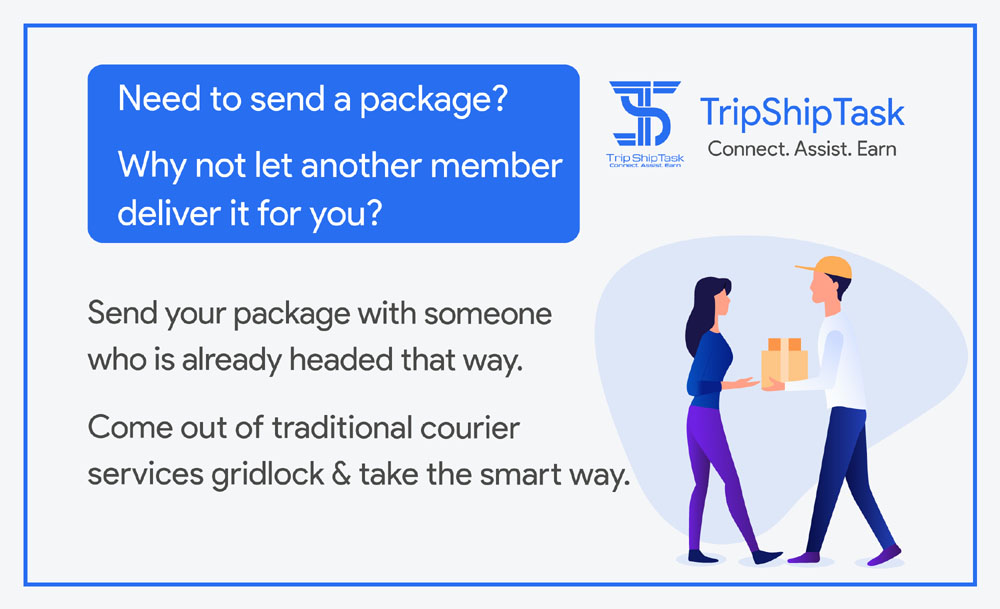 Need to send a package?
Why not let another member
deliver it for you?
TripShipTask
Connect. Assist. Earn
Trip ShipTask
Connect. Assist. Earn
Send your package with someone
who is already headed that way.
Come out of traditional courier
services gridlock & take the smart way.